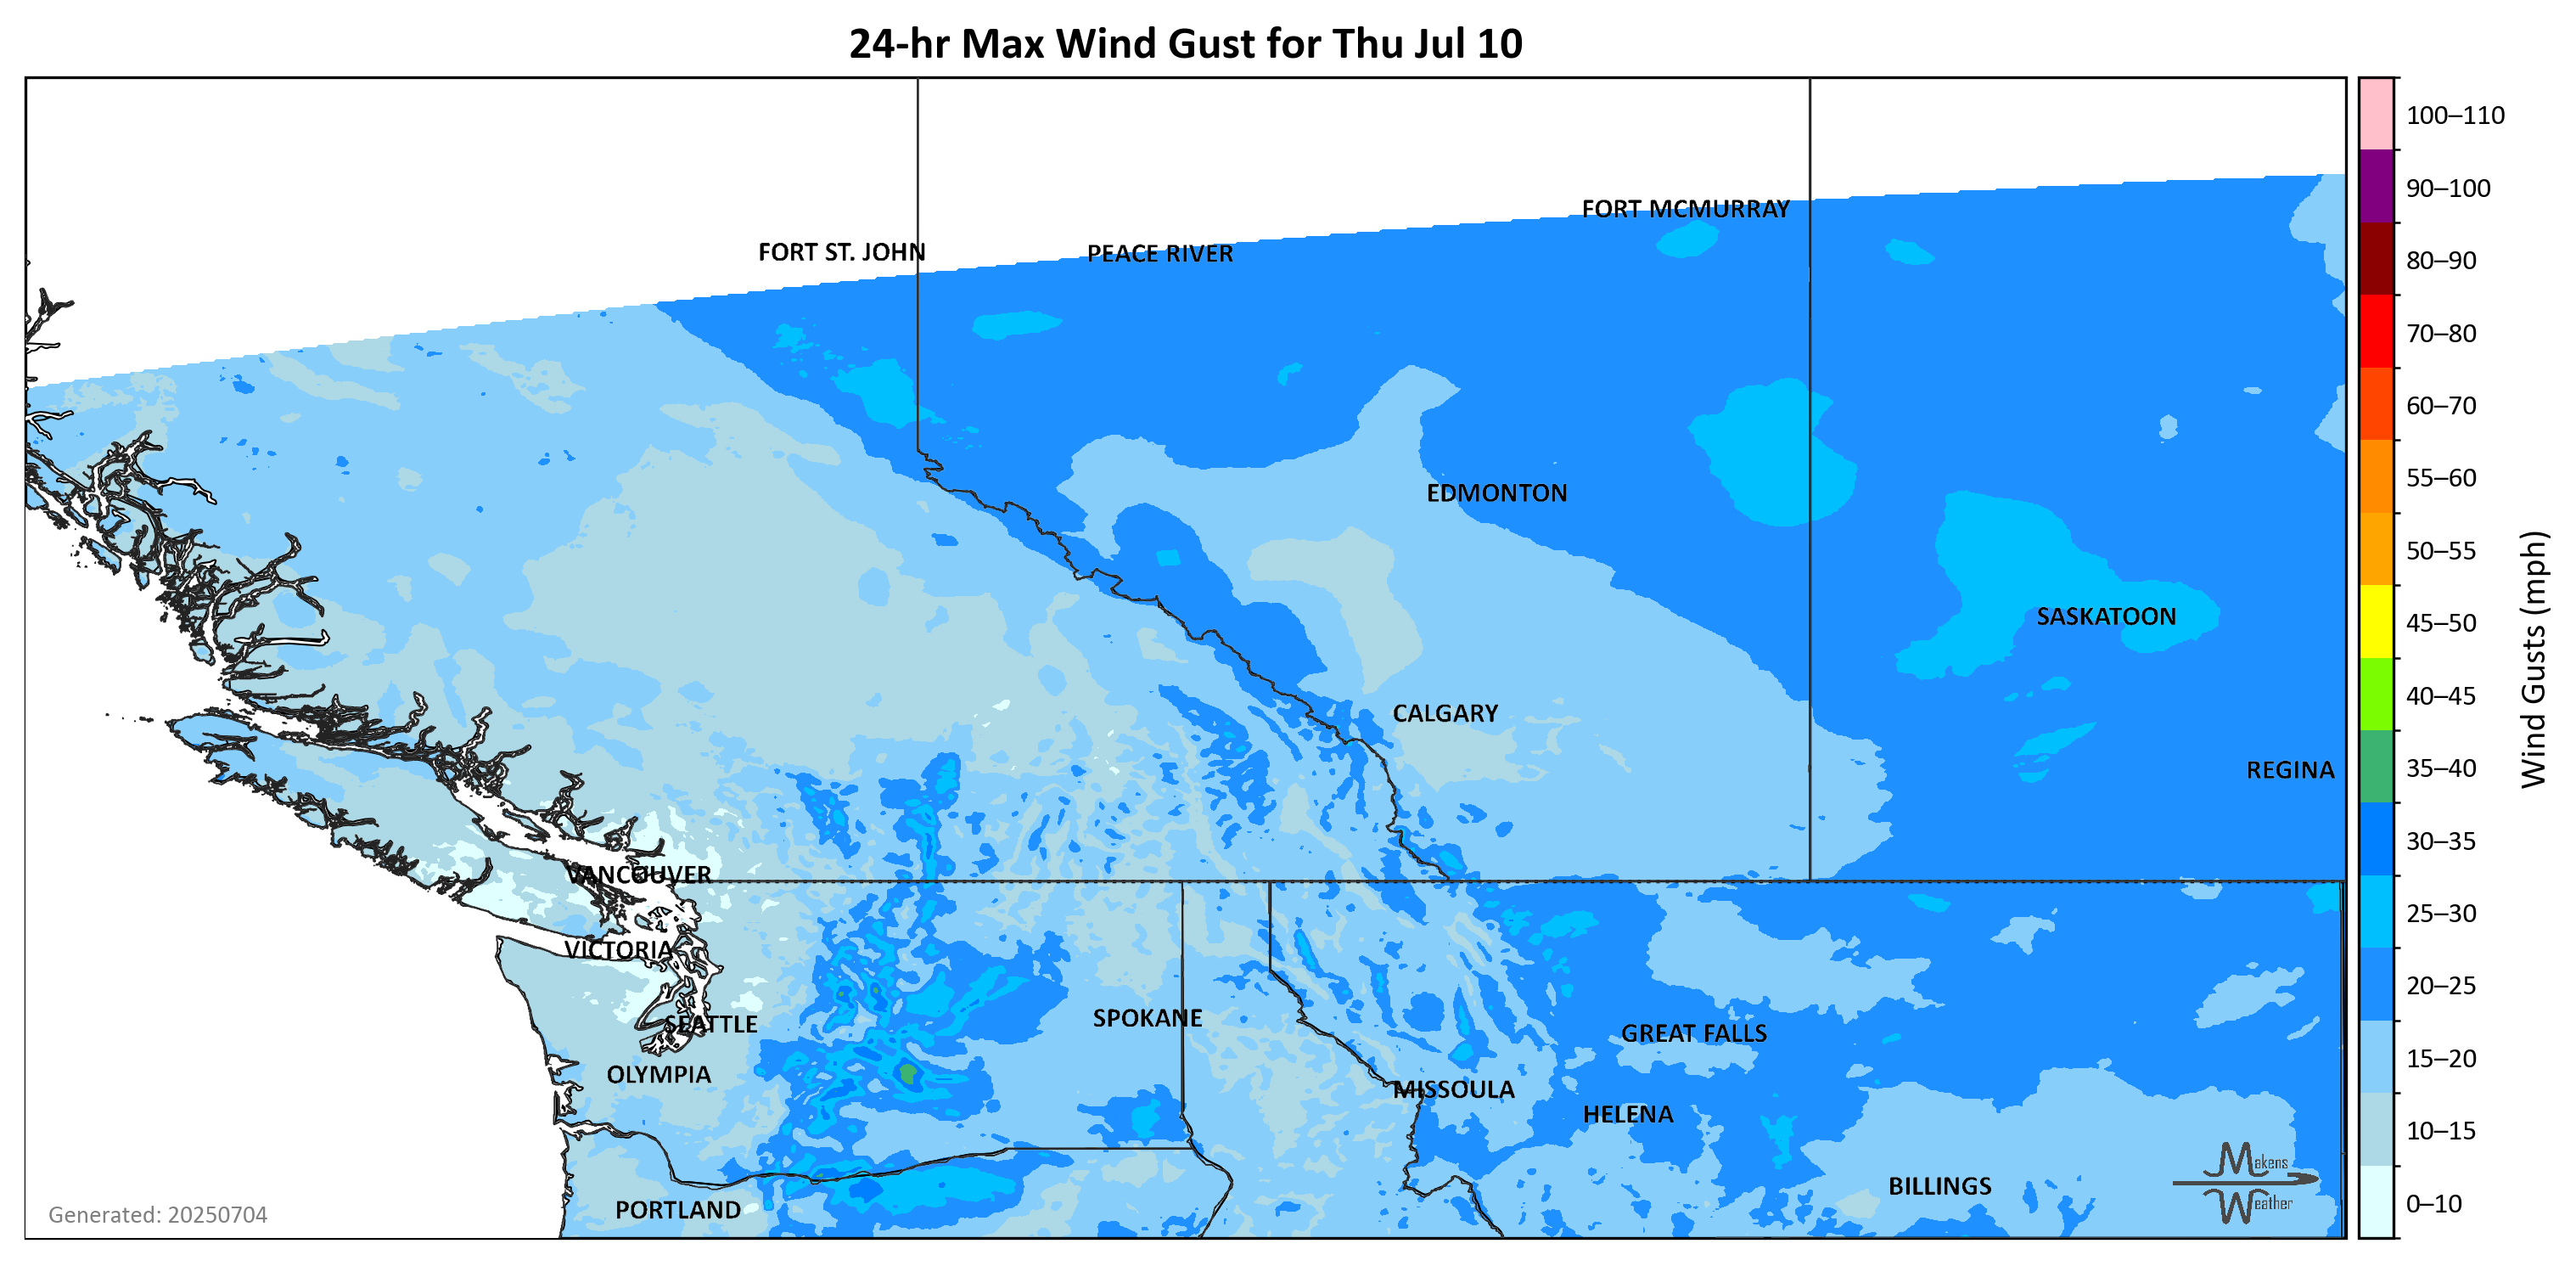 24-hr Max Wind Gust for Thu Jul 10
100–110
90–100
80–90
70–80
60–70
55–60
50–55
45–50
40–45
35–40
30–35
25–30
20–25
15–20
10–15
0–10
Wind Gusts (mph)
FORT MCMURRAY
FORT ST. JOHN
PEACE RIVER
EDMONTON
SASKATOON
CALGARY
REGINA
VANCOUVER
VICTORIA
SEATTLE
SPOKANE
GREAT FALLS
OLYMPIA
MISSOULA
HELENA
BILLINGS
PORTLAND
Makens
Weather
Generated: 20250704